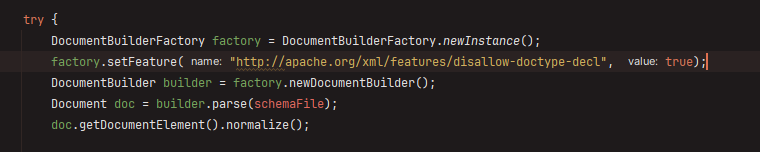 try {
DocumentBuilderFactory factory = DocumentBuilderFactory.newInstance();
factory.setFeature( name: "http://apache.org/xml/features/disallow-doctype-decl", value: true);
DocumentBuilder builder = factory.newDocumentBuilder();
Document doc = builder.parse(schemaFile);
doc.getDocumentElement().normalize();